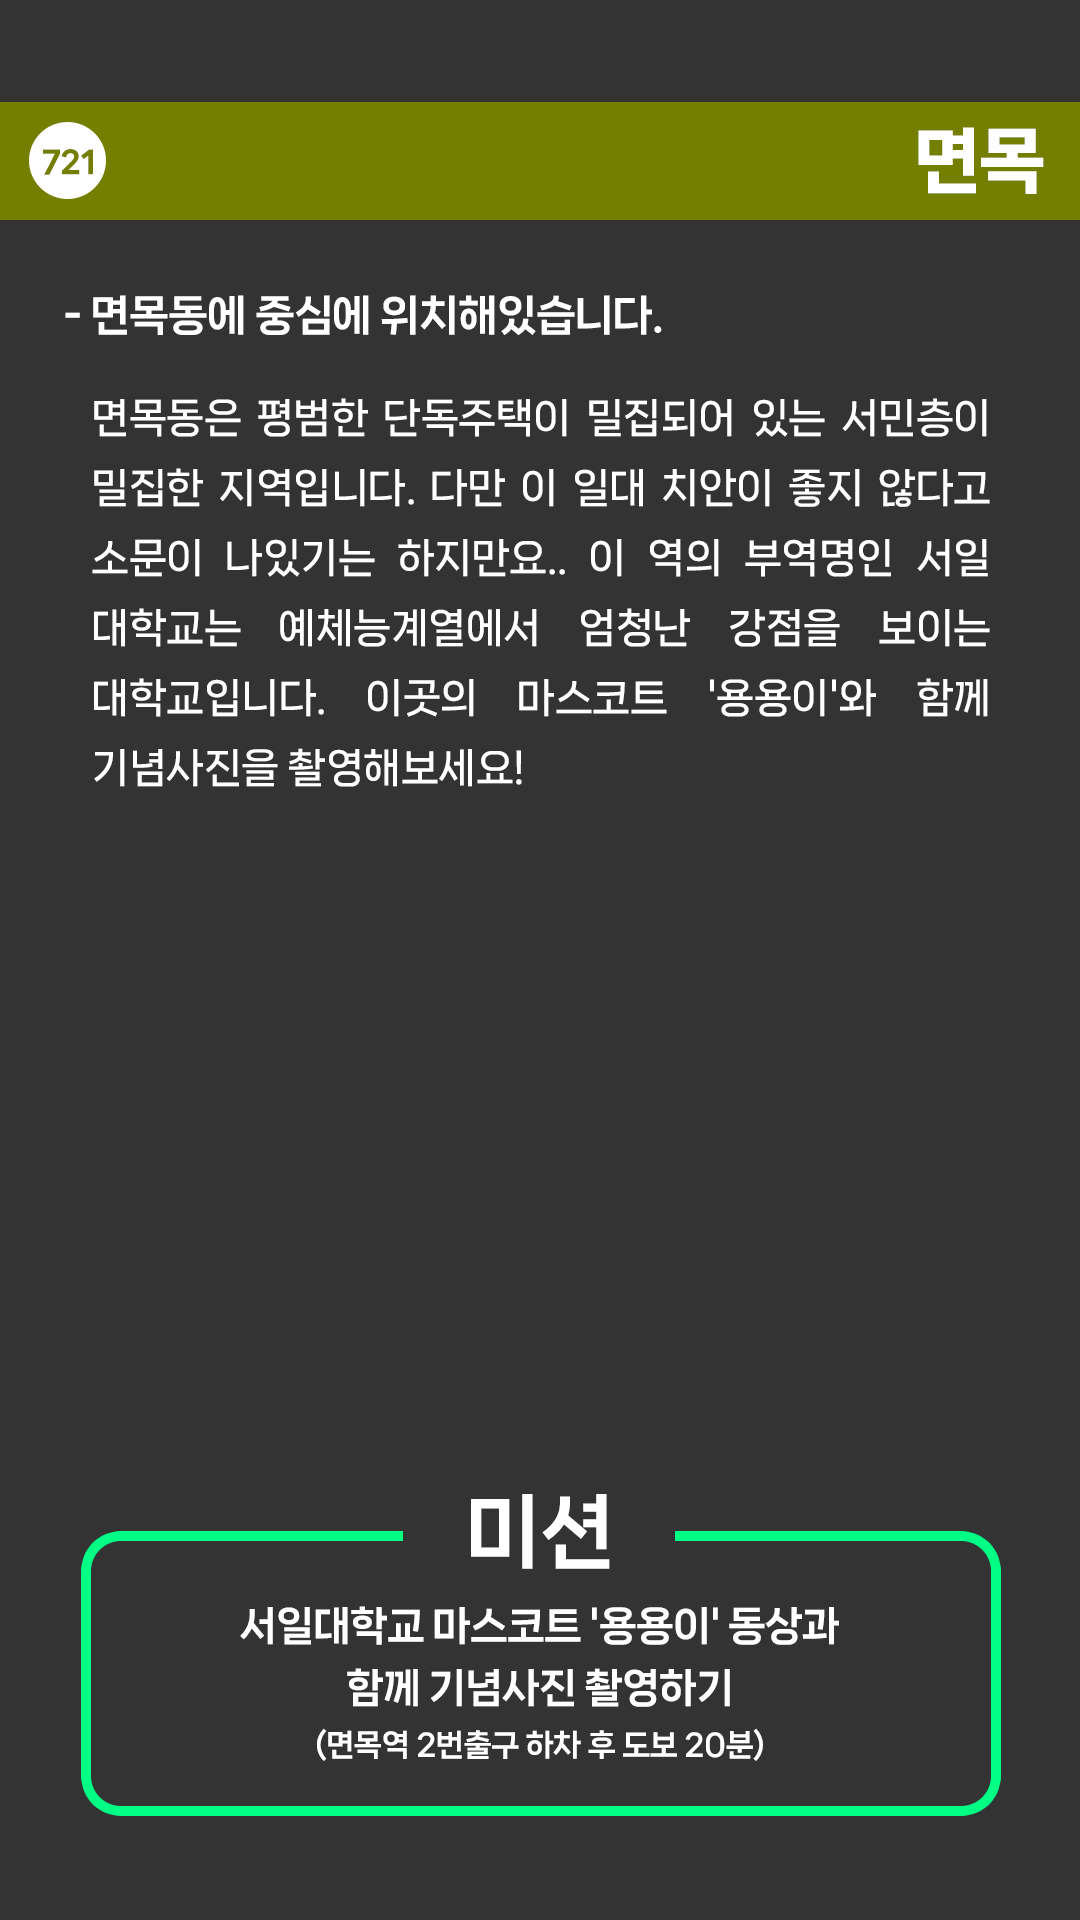 721
면목
- 면목동에 중심에 위치해있습니다.
면목동은 평범한 단독주택이 밀집되어 있는 서민층이
밀집한 지역입니다. 다만 이 일대 치안이 좋지 않다고
소문이 나있기는 하지만요.. 이 역의 부역명인 서일
대학교는 예체능계열에서 엄청난 강점을 보이는
대학교입니다. 이곳의 마스코트 '용용이'와 함께
기념사진을 촬영해보세요!
미션
서일대학교 마스코트 '용용이' 동상과
함께 기념사진 촬영하기
(면목역 2번출구 하차 후 도보 20분)